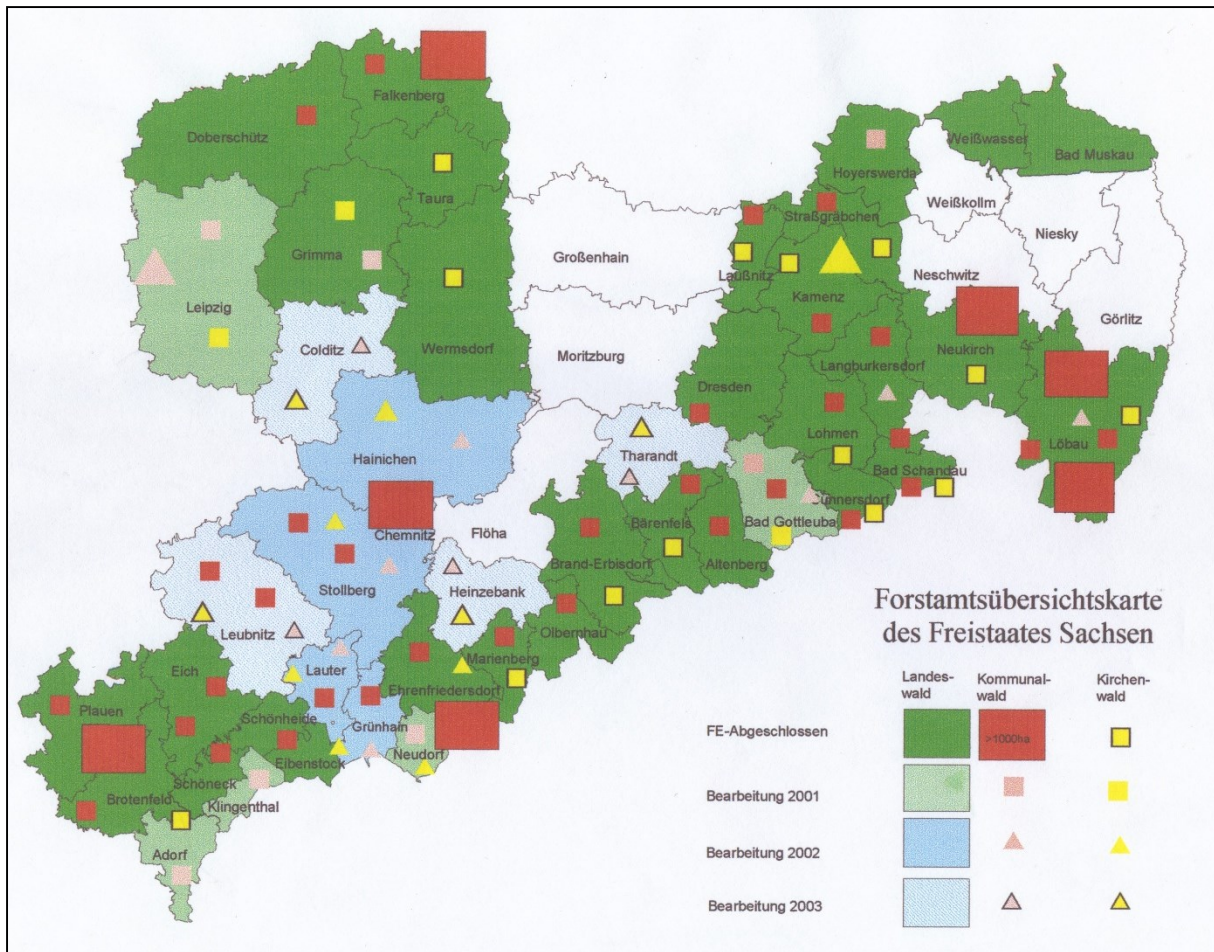 Falkenberg
Doberschütz
Taura
Grimma
Leipzig
Wermsdorf
Colditz
Hainichen
Großenhain
Moritzburg
Weißwasser
Bad Muskau
Hoyerswerda
Weißkollm
Niesky
Straßgräbchen
Laußnitz
Neschwitz
Kamenz
Görlitz
Neukirch
Langburkersdorf
Dresden
Löbau
Lohmen
Bad Schandau
Cunnersdorf
Tharandt
Bad Gottleuba
Bärenfels
Altenberg
Brand-Erbisdorf
Flöha
Chemnitz
Stollberg
Heinzebank
Olbernhau
Marienberg
Leubnitz
Lauter
Ehrenfriedersdorf
Grünhain
Neudorf
Eich
Plauen
Schönheide
Eibenstock
Schöneck
Klingenthal
Brotenfeld
Adorf
Forstamtsübersichtskarte
des Freistaates Sachsen
Landes-
wald
Kommunal-
wald
Kirchen-
wald
FE-Abgeschlossen
>1000ha
Bearbeitung 2001
Bearbeitung 2002
Bearbeitung 2003